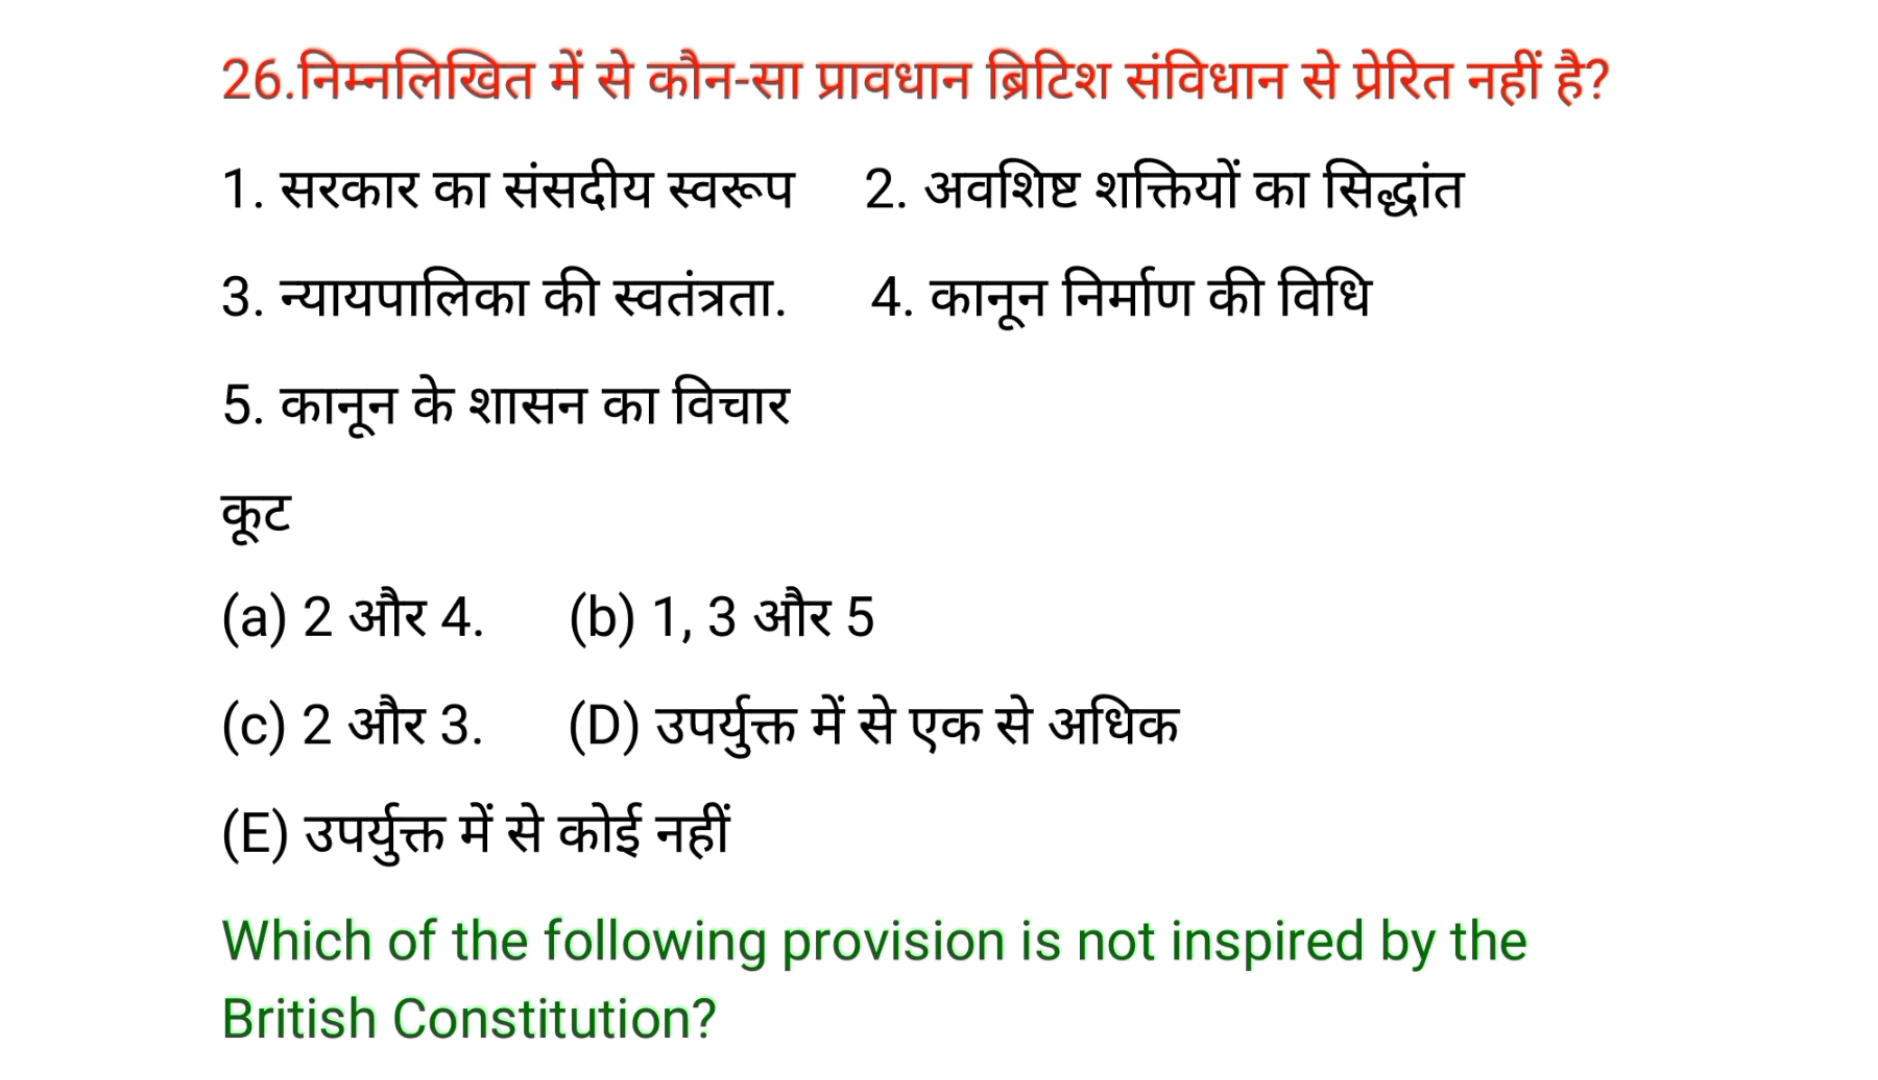 26.निम्नलिखित में से कौन-सा प्रावधान ब्रिटिश संविधान से प्रेरित नहीं है?
1. सरकार का संसदीय स्वरूप 2. अवशिष्ट शक्तियों का सिद्धांत
3. न्यायपालिका की स्वतंत्रता. 4. कानून निर्माण की विधि
5. कानून के शासन का विचार
कूट
(a) 2 और 4. (b) 1, 3 और 5
(c) 2 और 3. (D) उपर्युक्त में से एक से अधिक
(E) उपर्युक्त में से कोई नहीं
Which of the following provision is not inspired by the
British Constitution?